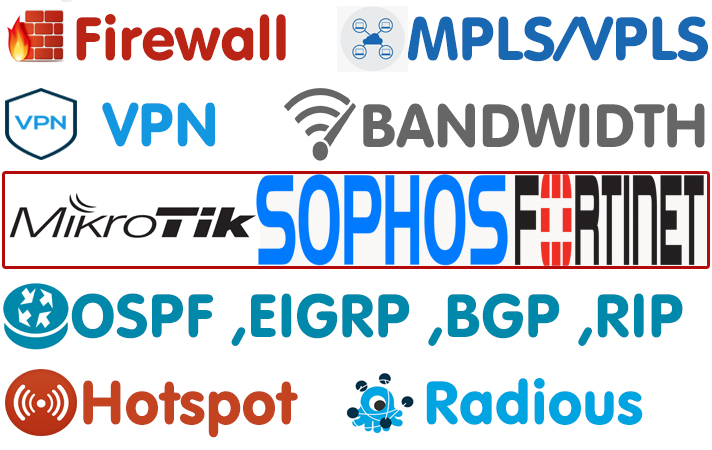 Firewall MPLS/VPLS
VPN VPN BANDWIDTH
MikroTik SOPHOS FORTINET
OSPF ,EIGRP ,BGP ,RIP
Hotspot Radious